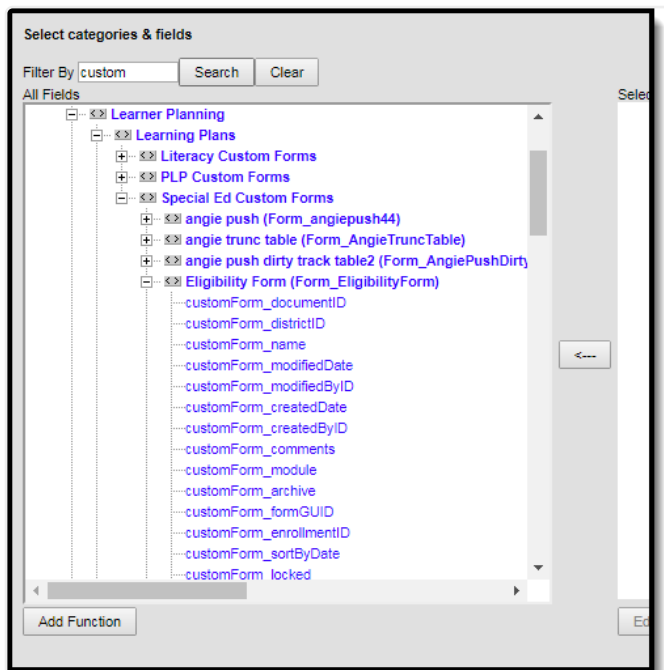 Select categories & fields
Filter By custom Search Clear
All Fields
Learner Planning
Learning Plans
Literacy Custom Forms
PLP Custom Forms
Special Ed Custom Forms
angie push (Form_angiepush44)
angie trunc table (Form_AngieTruncTable)
angie push dirty track table2 (Form_AngiePushDirty
Eligibility Form (Form_EligibilityForm)
customForm_documentID
customForm_districtID
customForm_name
customForm_modifiedDate
customForm_modifiedByID
<---
customForm_createdDate
customForm_createdByID
customForm_comments
customForm_module
customForm_archive
customForm_formGUID
customForm_enrollmentID
customForm_sortByDate
customForm_locked
Add Function